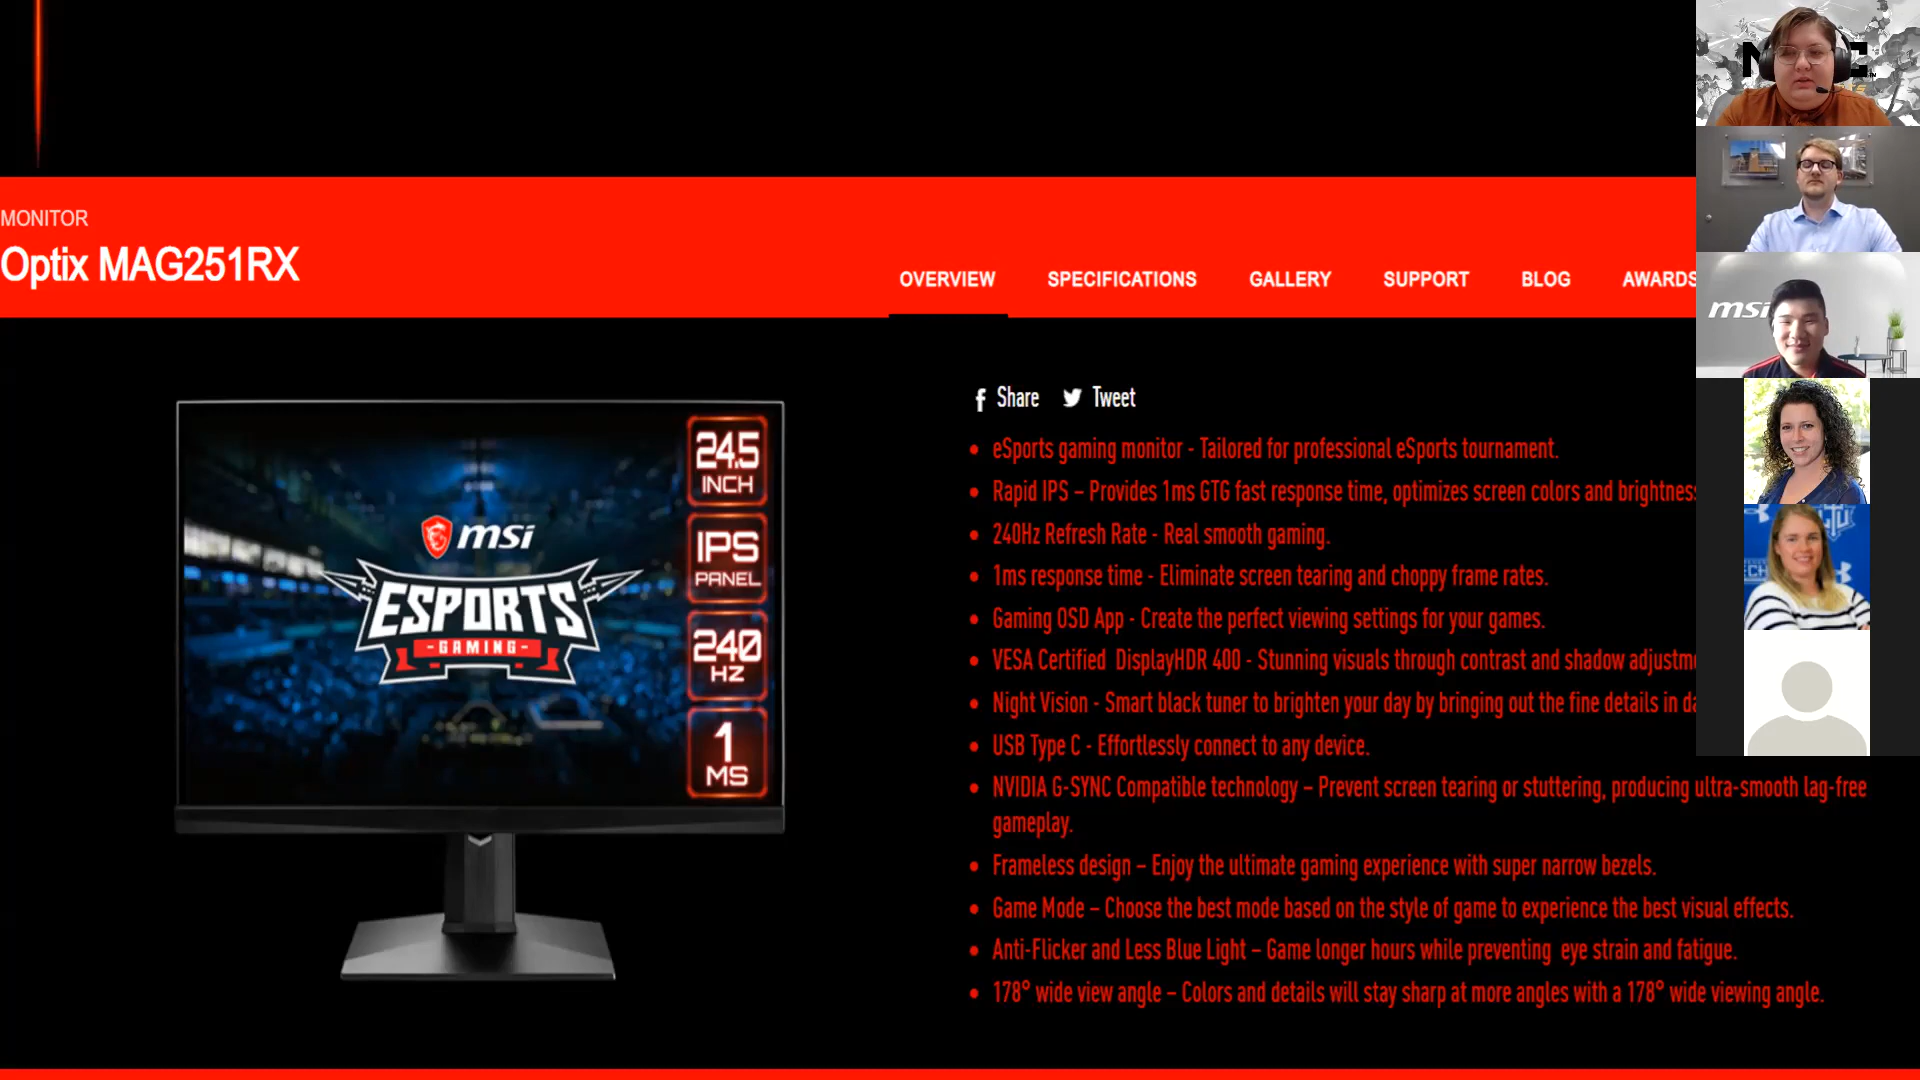 MONITOR
Optix MAG251RX
OVERVIEW SPECIFICATIONS GALLERY SUPPORT BLOG AWARDS
Share Tweet
24.5
INCH
IPS
PANEL
240
HZ
1
MS
msi
ESPORTS
-GAMING-
• eSports gaming monitor - Tailored for professional eSports tournament.
• Rapid IPS – Provides 1ms GTG fast response time, optimizes screen colors and
• 240Hz Refresh Rate - Real smooth gaming.
• 1ms response time - Eliminate screen tearing and choppy frame rates.
• Gaming OSD App - Create the perfect viewing settings for your games.
• VESA Certified DisplayHDR 400 - Stunning visuals through contrast and shadow
• Night Vision - Smart black tuner to brighten your day by bringing out the fine details in
• USB Type C - Effortlessly connect to any device.
• NVIDIA G-SYNC Compatible technology – Prevent screen tearing or stuttering, producing ultra-smooth lag-free
gameplay.
• Frameless design – Enjoy the ultimate gaming experience with super narrow bezels.
• Game Mode – Choose the best mode based on the style of game to experience the best visual effects.
• Anti-Flicker and Less Blue Light – Game longer hours while preventing eye strain and fatigue.
• 178° wide view angle – Colors and details will stay sharp at more angles with a 178° wide viewing angle.
msi